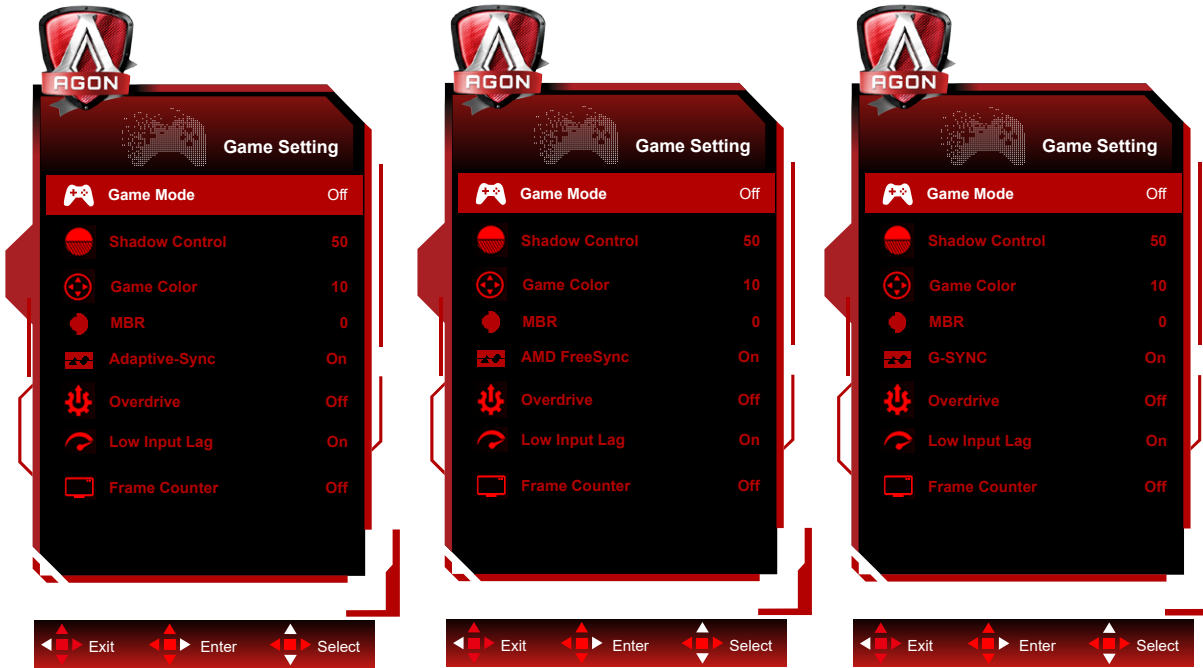 AGON
Game Setting
Game Mode Off
Shadow Control 50
Game Color 10
MBR 0
Adaptive-Sync On
Overdrive Off
Low Input Lag On
Frame Counter Off
Exit Enter Select
AGON
Game Setting
Game Mode Off
Shadow Control 50
Game Color 10
MBR 0
AMD FreeSync On
Overdrive Off
Low Input Lag On
Frame Counter Off
Exit Enter Select
AGON
Game Setting
Game Mode Off
Shadow Control 50
Game Color 10
MBR 0
G-SYNC On
Overdrive Off
Low Input Lag On
Frame Counter Off
Exit Enter Select